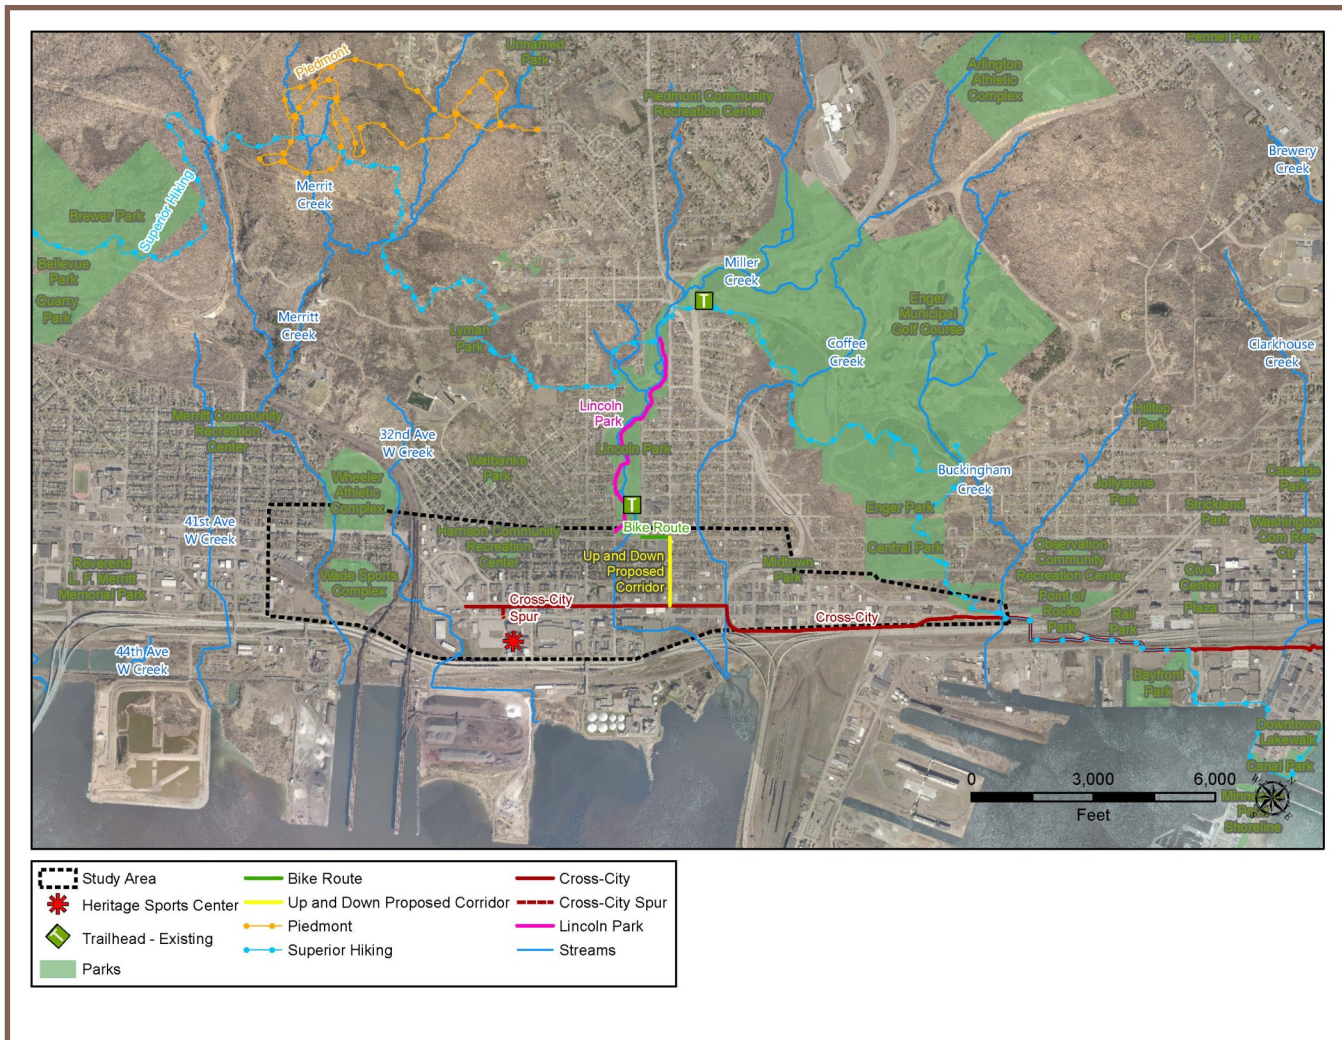 Unnamed
Park
Fennel Park
Piedmont
Arlington
Athletic
Complex
Piedmont Community
Recreation Center
Brewery
Creek
Merrit
Creek
Superior Hiking
Brewer Park
Bellevue
Park
Quarry
Park
Miller
Creek
T
Enger
Municipal
Golf Course
Merritt
Creek
Lyman
Park
Coffee
Creek
Clarkhouse
Creek
Lincoln
Park
Merritt Community
Recreation
Center
Hilltop
Park
32nd Ave
W Creek
Lincoln Park
Walbanks
Park
Wheeler
Athletic
Complex
Buckingham
Creek
Cascade
Park
Jollystone
Park
T
Enger Park
Strickland
Park
41st Ave
W Creek
Bike Route
Harrison Community
Recreation
Center
Washington
Com Rec
Ctr
Central Park
Observation
Community
Recreation Center
Up and Down
Proposed
Corridor
Midtown
Park
Reverend
L. F. Merritt
Memorial Park
Wade Sports
Complex
Civic
Center
Plaza
Point of
Rocks
Park
Cross-City
Spur
Cross-City
Rail
Park
44th Ave
W Creek
Bayfront
Park
Downtown
Lakewalk
Canal Park
0 3,000 6,000
Feet
Shoreline
Study Area
Heritage Sports Center
Trailhead - Existing
Parks
Bike Route
Up and Down Proposed Corridor
Piedmont
Superior Hiking
Cross-City
Cross-City Spur
Lincoln Park
Streams